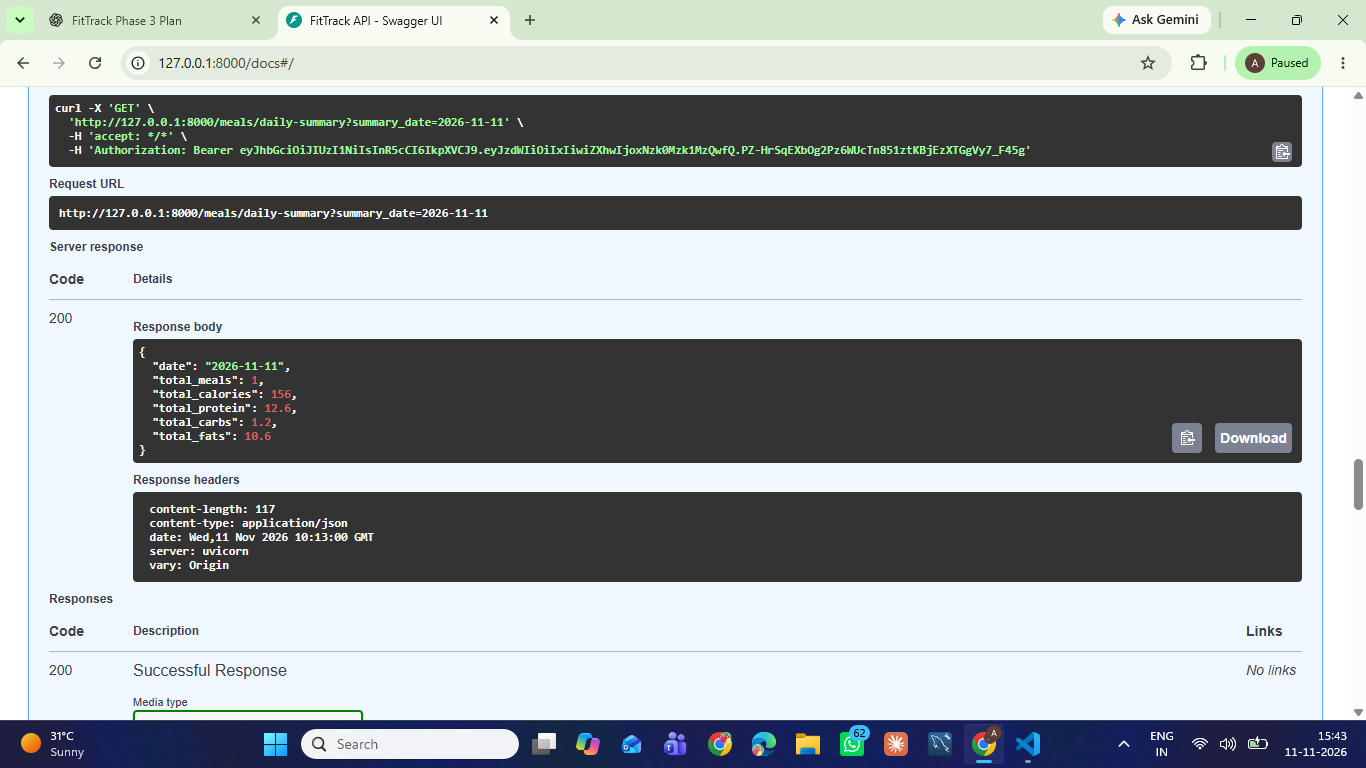 FitTrack Phase 3 Plan
FitTrack API - Swagger UI
Ask Gemini
127.0.0.1:8000/docs#/
A
Paused
curl -X 'GET' \
'http://127.0.0.1:8000/meals/daily-summary?summary_date=2026-11-11' \
-H 'accept: */*' \
-H 'Authorization: Bearer eyJhbGciOiJIUzI1NiIsInR5cCI6IkpXVCJ9.eyJzdWIiOiIxIiwiZXhwIjoxNzk0Mzk1MzQwfQ.PZ-HrSqEXbOg2Pz6WUcTn851ztKBjEzXTGgVy7_F45g'
Request URL
http://127.0.0.1:8000/meals/daily-summary?summary_date=2026-11-11
Server response
Code Details
200
Response body
{
"date": "2026-11-11",
"total_meals": 1,
"total_calories": 156,
"total_protein": 12.6,
"total_carbs": 1.2,
"total_fats": 10.6
}
Download
Response headers
content-length: 117
content-type: application/json
date: Wed,11 Nov 2026 10:13:00 GMT
server: uvicorn
vary: Origin
Responses
Code Description Links
200 Successful Response No links
Media type
31°C
Sunny
Search
62
A
ENG
IN
15:43
11-11-2026